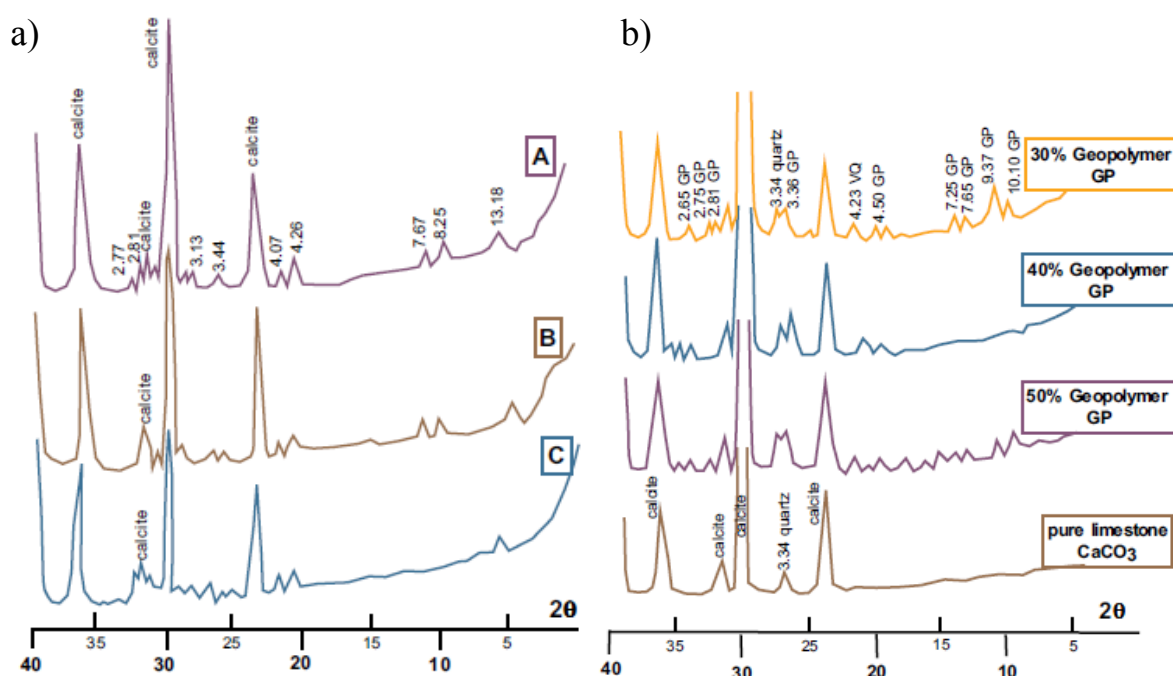 a)
calcite
calcite
2.77
2.81
calcite
3.13
3.44
calcite
4.07
4.26
7.67
8.25
13.18
A
calcite
B
calcite
C
2θ
40 35 30 25 20 15 10 5
b)
2.65 GP
2.75 GP
2.81 GP
3.34 quartz
3.36 GP
4.23 VQ
4.50 GP
7.25 GP
7.65 GP
9.37 GP
10.10 GP
30% Geopolymer
GP
40% Geopolymer
GP
50% Geopolymer
GP
calcite
calcite
calcite
3.34 quartz
calcite
pure limestone
CaCO3
2θ
40 35 30 25 20 15 10 5